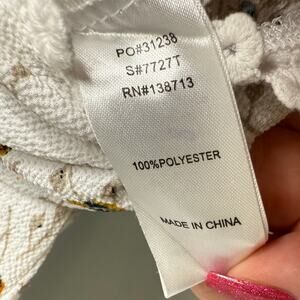 PO#31238
S#7727T
RN#138713
100%POLYESTER
MADE IN CHINA